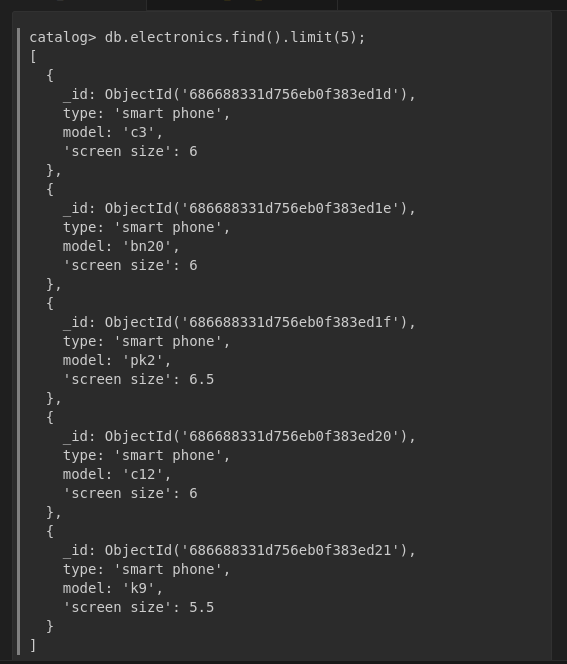 catalog> db.electronics.find().limit(5);
[
  {
    _id: ObjectId('686688331d756eb0f383ed1d'),
    type: 'smart phone',
    model: 'c3',
    'screen size': 6
  },
  {
    _id: ObjectId('686688331d756eb0f383ed1e'),
    type: 'smart phone',
    model: 'bn20',
    'screen size': 6
  },
  {
    _id: ObjectId('686688331d756eb0f383ed1f'),
    type: 'smart phone',
    model: 'pk2',
    'screen size': 6.5
  },
  {
    _id: ObjectId('686688331d756eb0f383ed20'),
    type: 'smart phone',
    model: 'c12',
    'screen size': 6
  },
  {
    _id: ObjectId('686688331d756eb0f383ed21'),
    type: 'smart phone',
    model: 'k9',
    'screen size': 5.5
  }
]